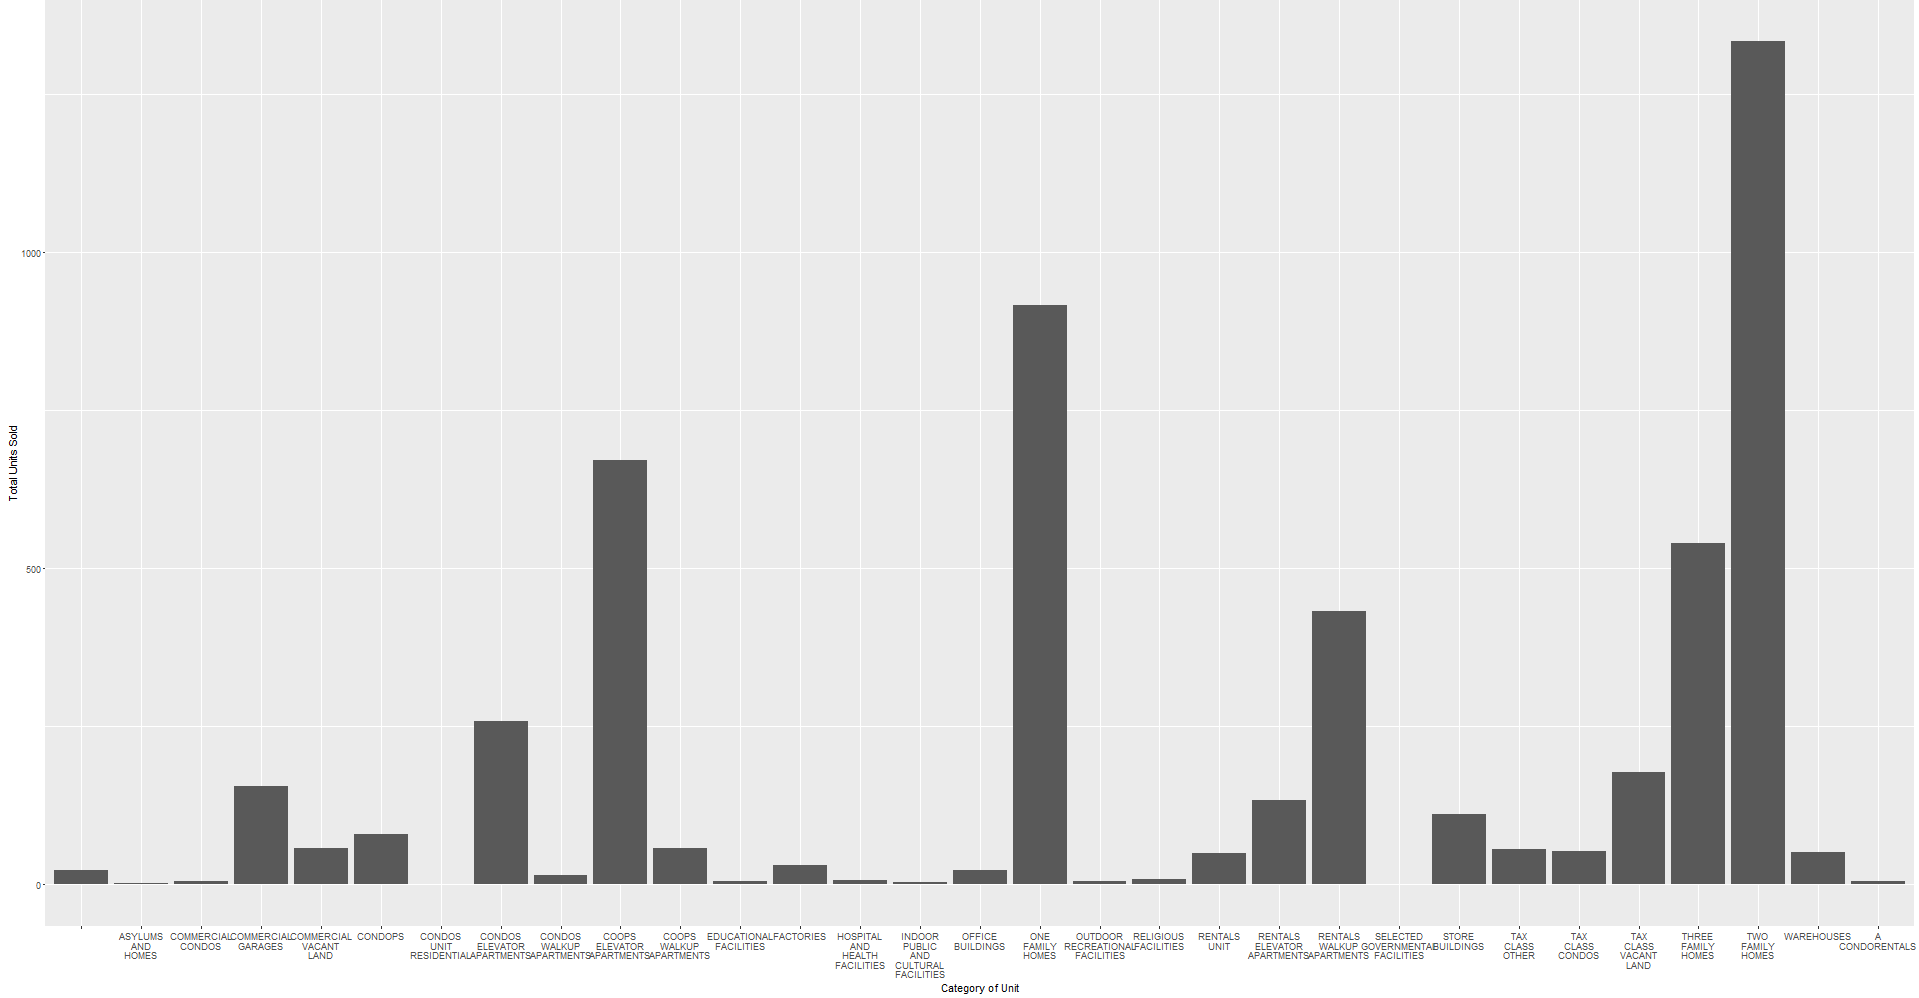 Total Units Sold
1000
500
0
ASYLUMS
AND
HOMES
COMMERCIAL
CONDOS
COMMERCIAL
GARAGES
COMMERCIAL
VACANT
LAND
CONDOPS
CONDOS
UNIT
RESIDENTIAL
CONDOS
ELEVATOR
APARTMENTS
CONDOS
WALKUP
APARTMENTS
COOPS
ELEVATOR
APARTMENTS
COOPS
WALKUP
APARTMENTS
EDUCATIONAL
FACILITIES
FACTORIES
HOSPITAL
AND
HEALTH
FACILITIES
INDOOR
PUBLIC
AND
CULTURAL
FACILITIES
OFFICE
BUILDINGS
ONE
FAMILY
HOMES
OUTDOOR
RECREATIONAL
FACILITIES
RELIGIOUS
FACILITIES
RENTALS
UNIT
RENTALS
ELEVATOR
APARTMENTS
RENTALS
WALKUP
APARTMENTS
SELECTED
GOVERNMENTAL
FACILITIES
STORE
BUILDINGS
TAX
CLASS
OTHER
TAX
CLASS
CONDOS
TAX
CLASS
VACANT
LAND
THREE
FAMILY
HOMES
TWO
FAMILY
HOMES
WAREHOUSES
A
CONDORENTALS
Category of Unit